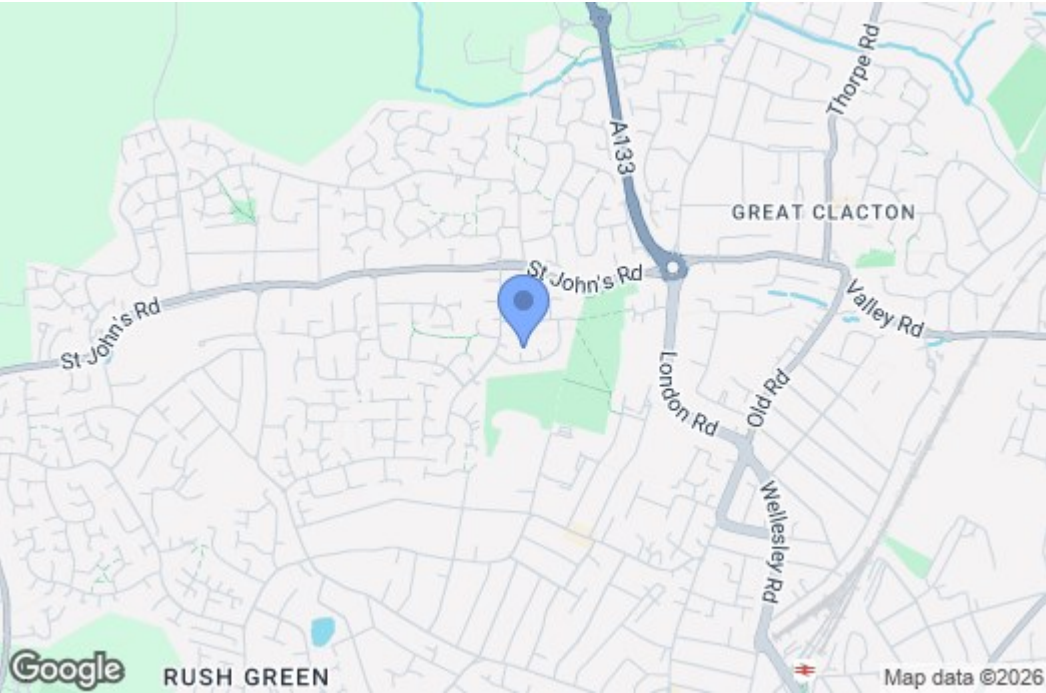 Thorpe Rd
A133
GREAT CLACTON
St John's Rd
St John's Rd
Valley Rd
London Rd
Old Rd
Wellesley Rd
Google
RUSH GREEN
Map data ©2026